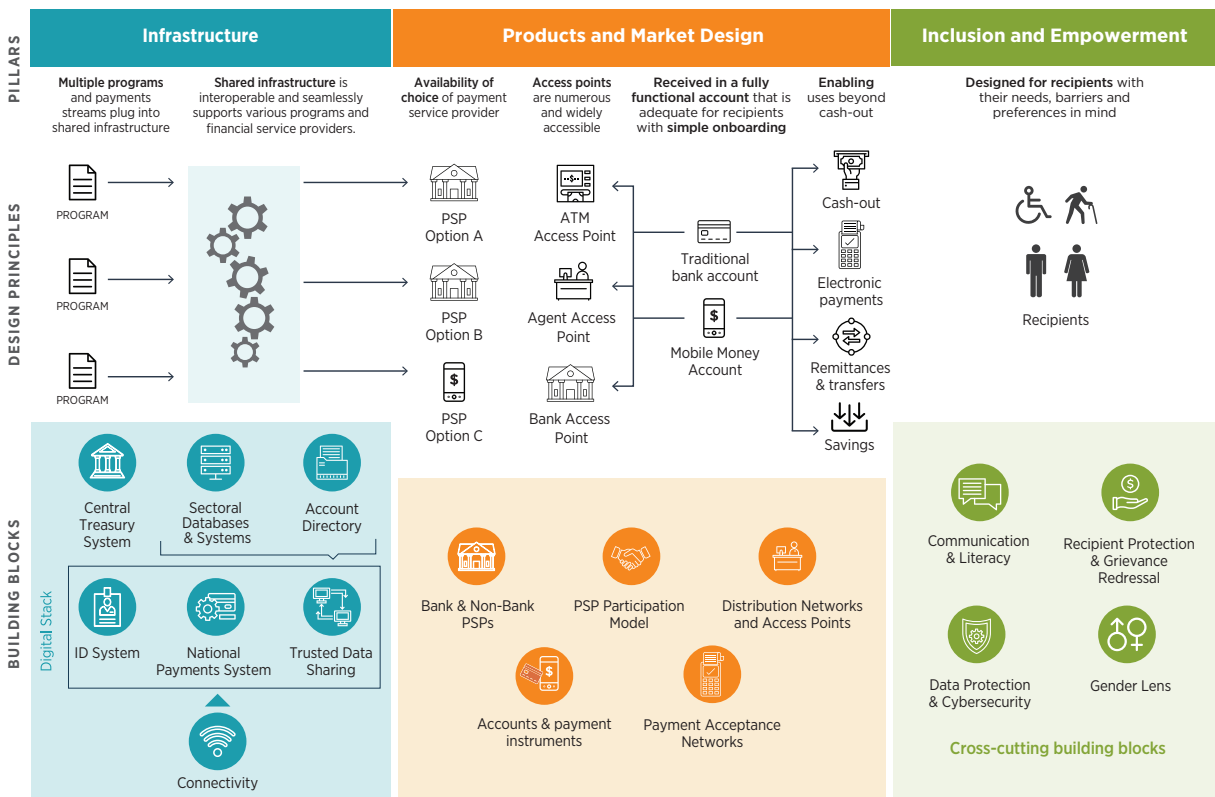 PILLARS
Infrastructure
Products and Market Design
Inclusion and Empowerment
Multiple programs
and payments
streams plug into
shared infrastructure
Shared infrastructure is
interoperable and seamlessly
supports various programs and
financial service providers.
Availability of
choice of payment
service provider
Access points
are numerous
and widely
accessible
Received in a fully
functional account that is
adequate for recipients
with simple onboarding
Enabling
uses beyond
cash-out
Designed for recipients with
their needs, barriers and
preferences in mind
DESIGN PRINCIPLES
PROGRAM
PROGRAM
PROGRAM
PSP
Option A
PSP
Option B
$
PSP
Option C
ATM
Access Point
Agent Access
Point
Bank Access
Point
Traditional
bank account
$
Mobile Money
Account
Cash-out
Electronic
payments
Remittances
& transfers
Savings
Recipients
BUILDING BLOCKS
Central
Treasury
System
Sectoral
Databases
& Systems
Account
Directory
Digital Stack
ID System
National
Payments System
Trusted Data
Sharing
Connectivity
Bank & Non-Bank
PSPs
PSP Participation
Model
Distribution Networks
and Access Points
$
Accounts & payment
instruments
Payment Acceptance
Networks
Communication
& Literacy
$
Recipient Protection
& Grievance
Redressal
Data Protection
& Cybersecurity
Gender Lens
Cross-cutting building blocks